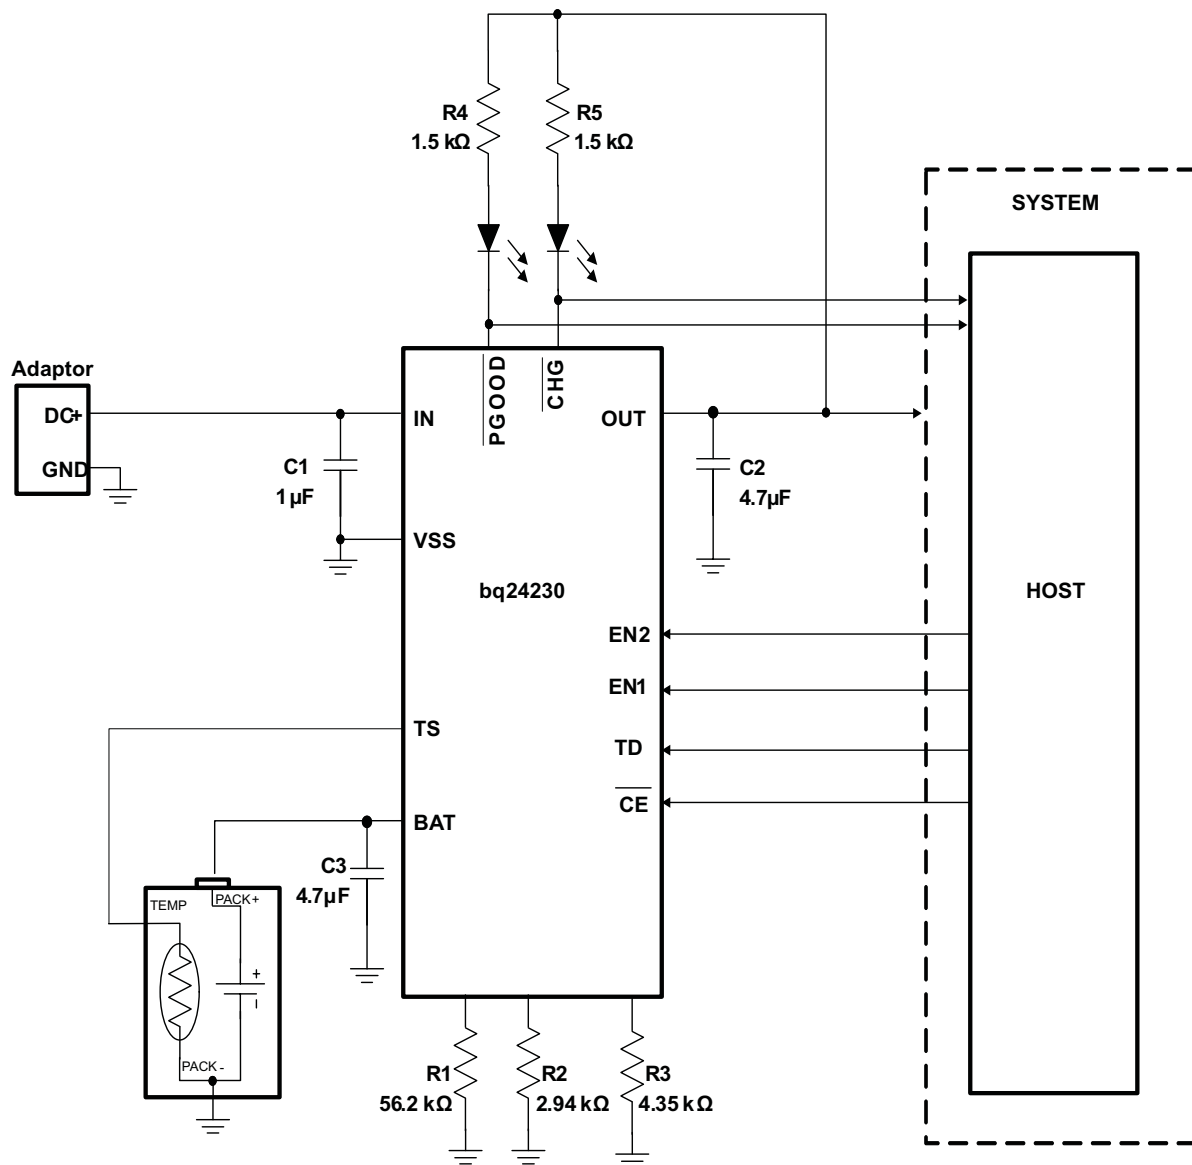 R4
1.5 kΩ
R5
1.5 kΩ
SYSTEM
Adaptor
DC+
GND
C1
1 µF
IN
PGOOD
CHG
OUT
C2
4.7µF
VSS
bq24230
HOST
EN2
EN1
TS
TD
CE
BAT
C3
4.7µF
TEMP
PACK+
+
−
PACK -
R1
56.2 kΩ
R2
2.94 kΩ
R3
4.35 kΩ